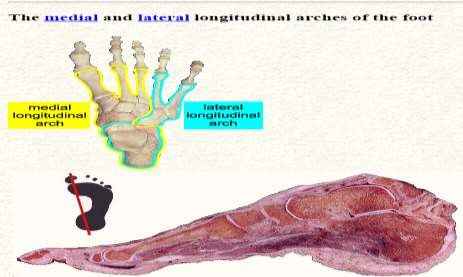 The medial and lateral longitudinal arches of the foot
medial
longitudinal
arch
lateral
longitudinal
arch